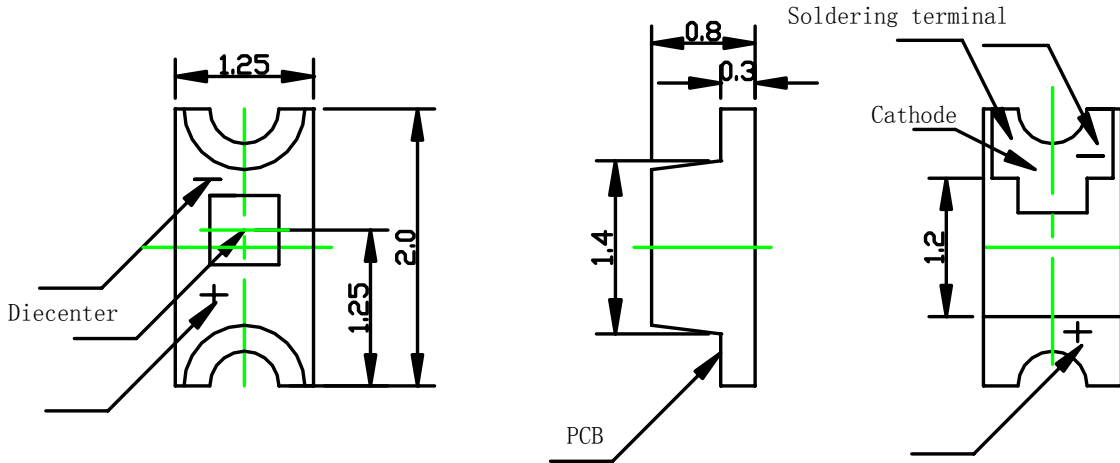 1.25
2.0
1.25
Diecenter
−
+
0.8
0.3
1.4
PCB
Soldering terminal
Cathode
−
1.2
+